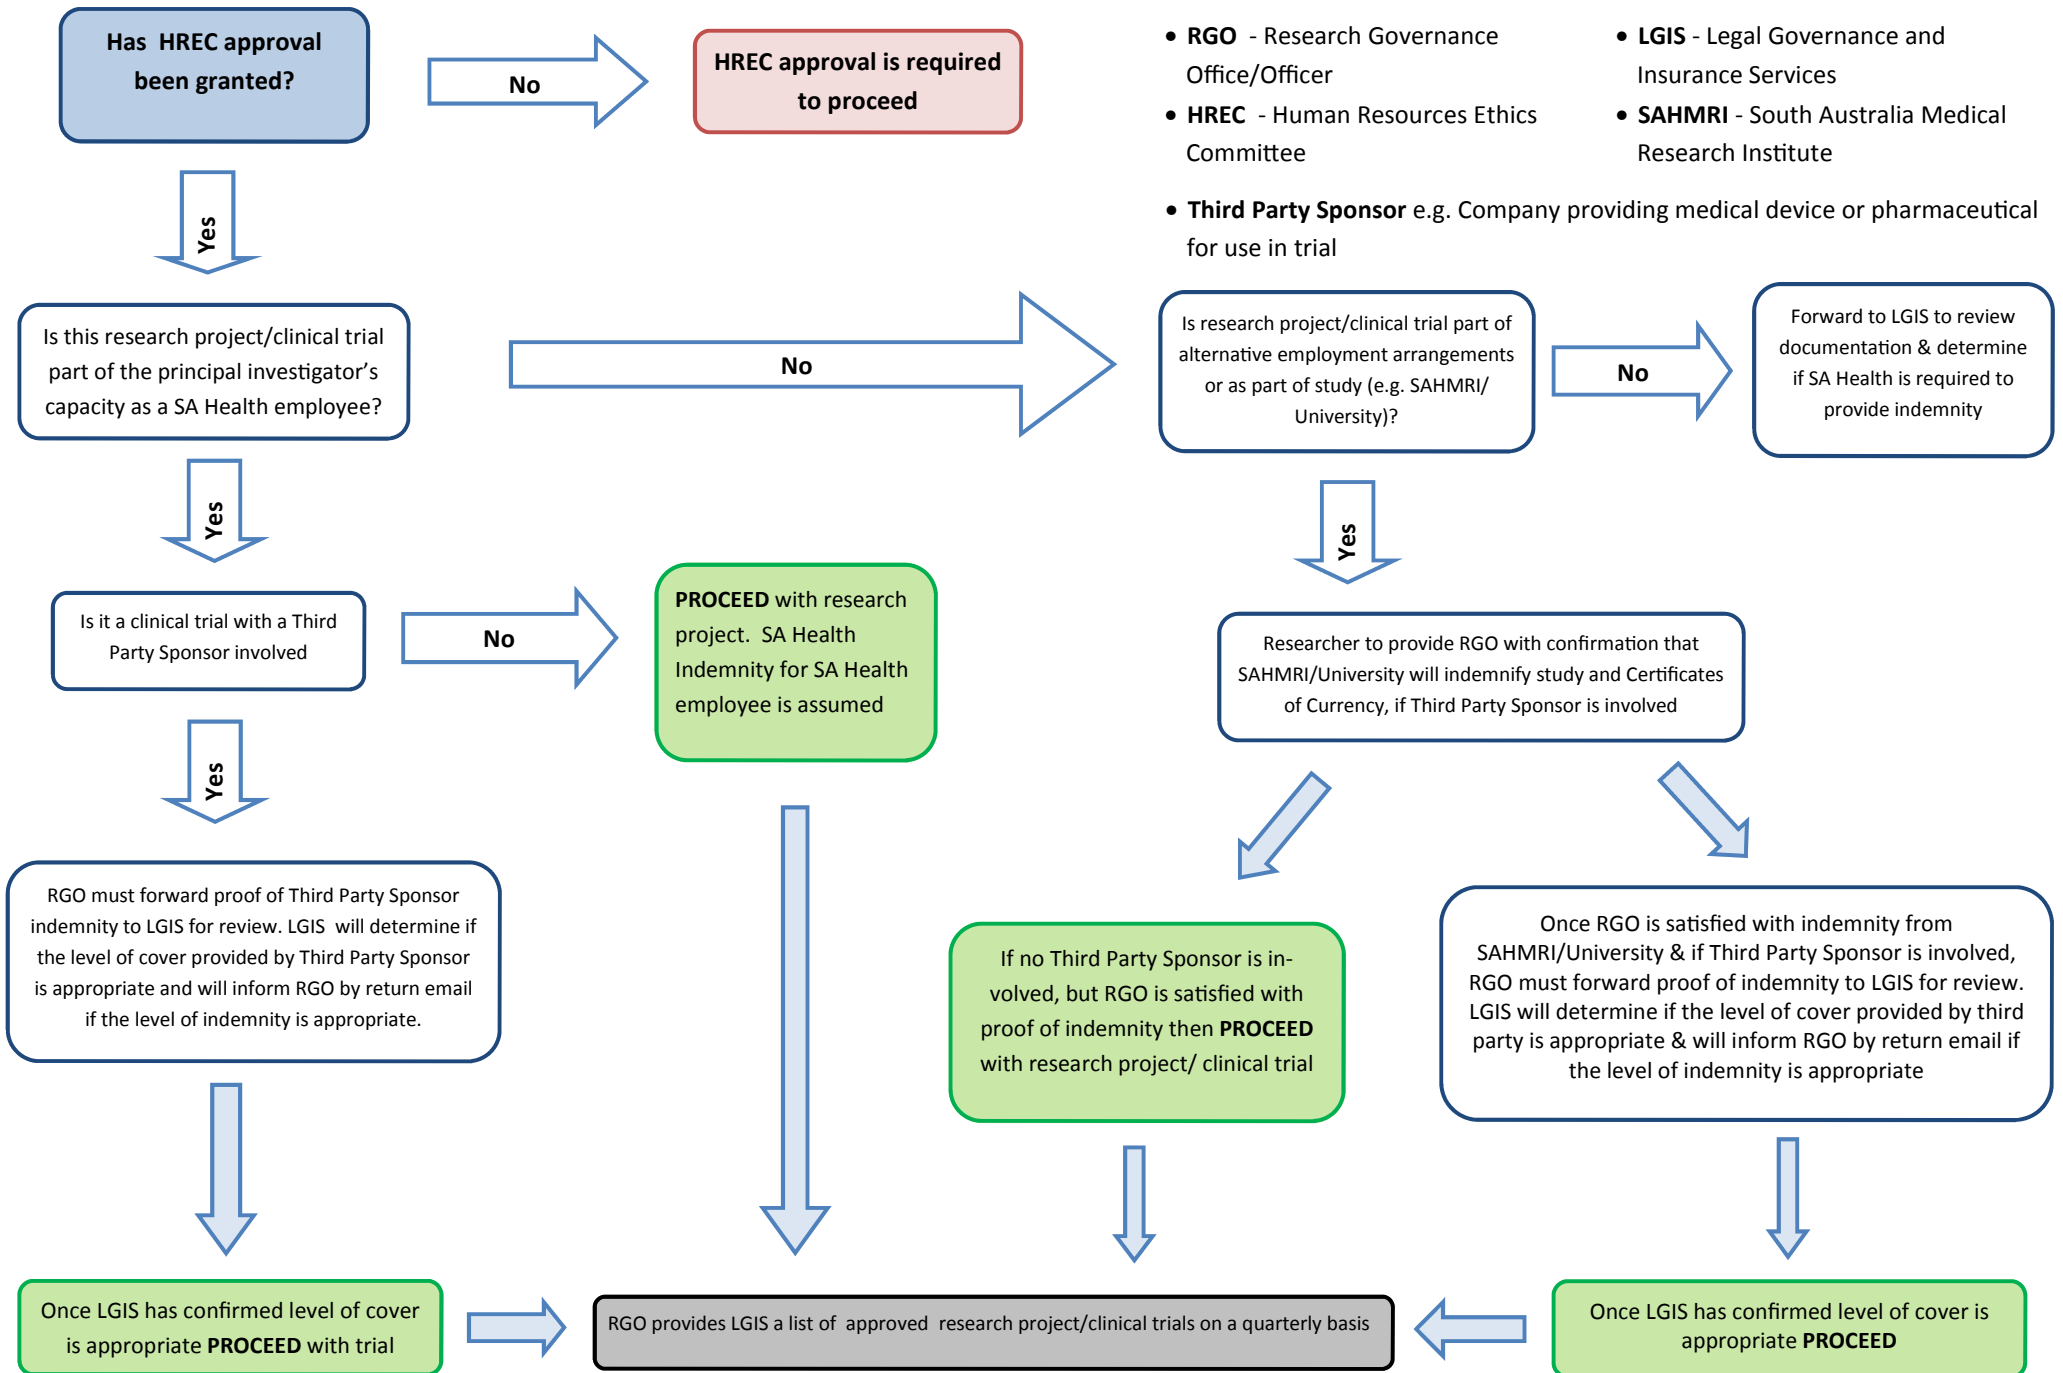 Has HREC approval
been granted?
No
HREC approval is required
to proceed
• RGO - Research Governance
Office/Officer
• HREC - Human Resources Ethics
Committee
• LGIS - Legal Governance and
Insurance Services
• SAHMRI - South Australia Medical
Research Institute
• Third Party Sponsor e.g. Company providing medical device or pharmaceutical
for use in trial
Yes
Is this research project/clinical trial
part of the principal investigator’s
capacity as a SA Health employee?
No
Is research project/clinical trial part of
alternative employment arrangements
or as part of study (e.g. SAHMRI/
University)?
No
Forward to LGIS to review
documentation & determine
if SA Health is required to
provide indemnity
Yes
Yes
Is it a clinical trial with a Third
Party Sponsor involved
No
PROCEED with research
project. SA Health
Indemnity for SA Health
employee is assumed
Researcher to provide RGO with confirmation that
SAHMRI/University will indemnify study and Certificates
of Currency, if Third Party Sponsor is involved
Yes
RGO must forward proof of Third Party Sponsor
indemnity to LGIS for review. LGIS will determine if
the level of cover provided by Third Party Sponsor
is appropriate and will inform RGO by return email
if the level of indemnity is appropriate.
If no Third Party Sponsor is in-
volved, but RGO is satisfied with
proof of indemnity then PROCEED
with research project/ clinical trial
Once RGO is satisfied with indemnity from
SAHMRI/University & if Third Party Sponsor is involved,
RGO must forward proof of indemnity to LGIS for review.
LGIS will determine if the level of cover provided by third
party is appropriate & will inform RGO by return email if
the level of indemnity is appropriate
Once LGIS has confirmed level of cover
is appropriate PROCEED with trial
RGO provides LGIS a list of approved research project/clinical trials on a quarterly basis
Once LGIS has confirmed level of cover is
appropriate PROCEED